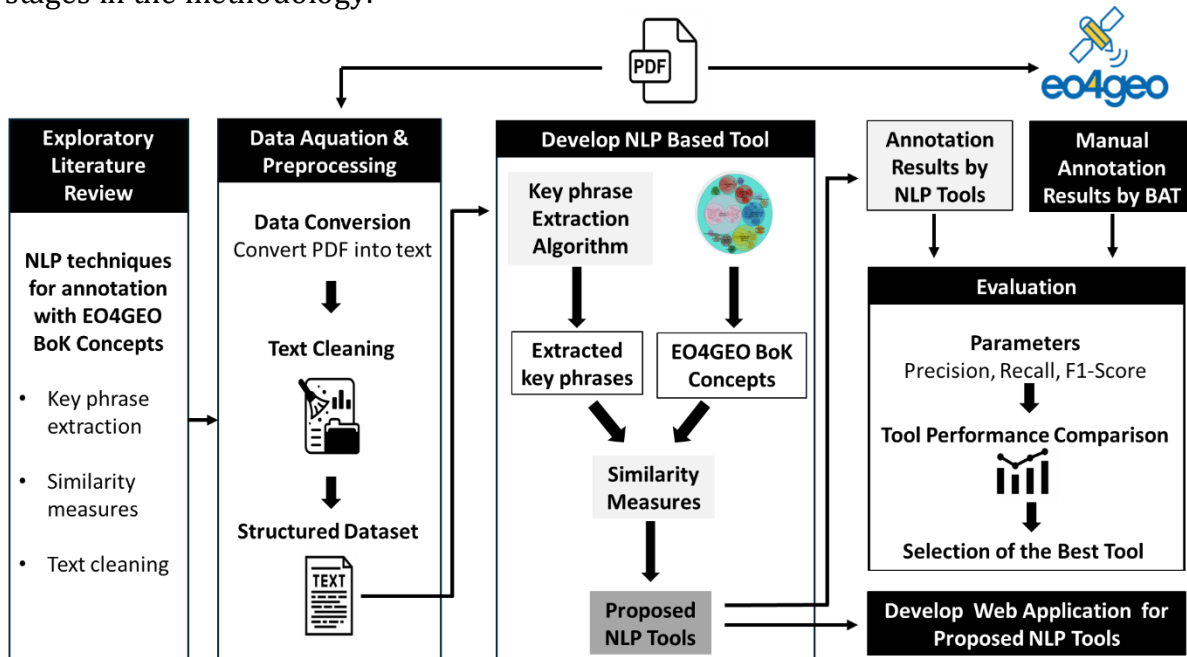 stages in the methodology.
PDF
eo4geo
Exploratory
Literature
Review
NLP techniques
for annotation
with EO4GEO
BoK Concepts
• Key phrase
extraction
• Similarity
measures
• Text cleaning
Data Aquation &
Preprocessing
Data Conversion
Convert PDF into text
Text Cleaning
Structured Dataset
TEXT
Develop NLP Based Tool
Key phrase
Extraction
Algorithm
Extracted
key phrases
EO4GEO BoK
Concepts
Similarity
Measures
Proposed
NLP Tools
Annotation
Results by
NLP Tools
Manual
Annotation
Results by BAT
Evaluation
Parameters
Precision, Recall, F1-Score
Tool Performance Comparison
Selection of the Best Tool
Develop Web Application for
Proposed NLP Tools